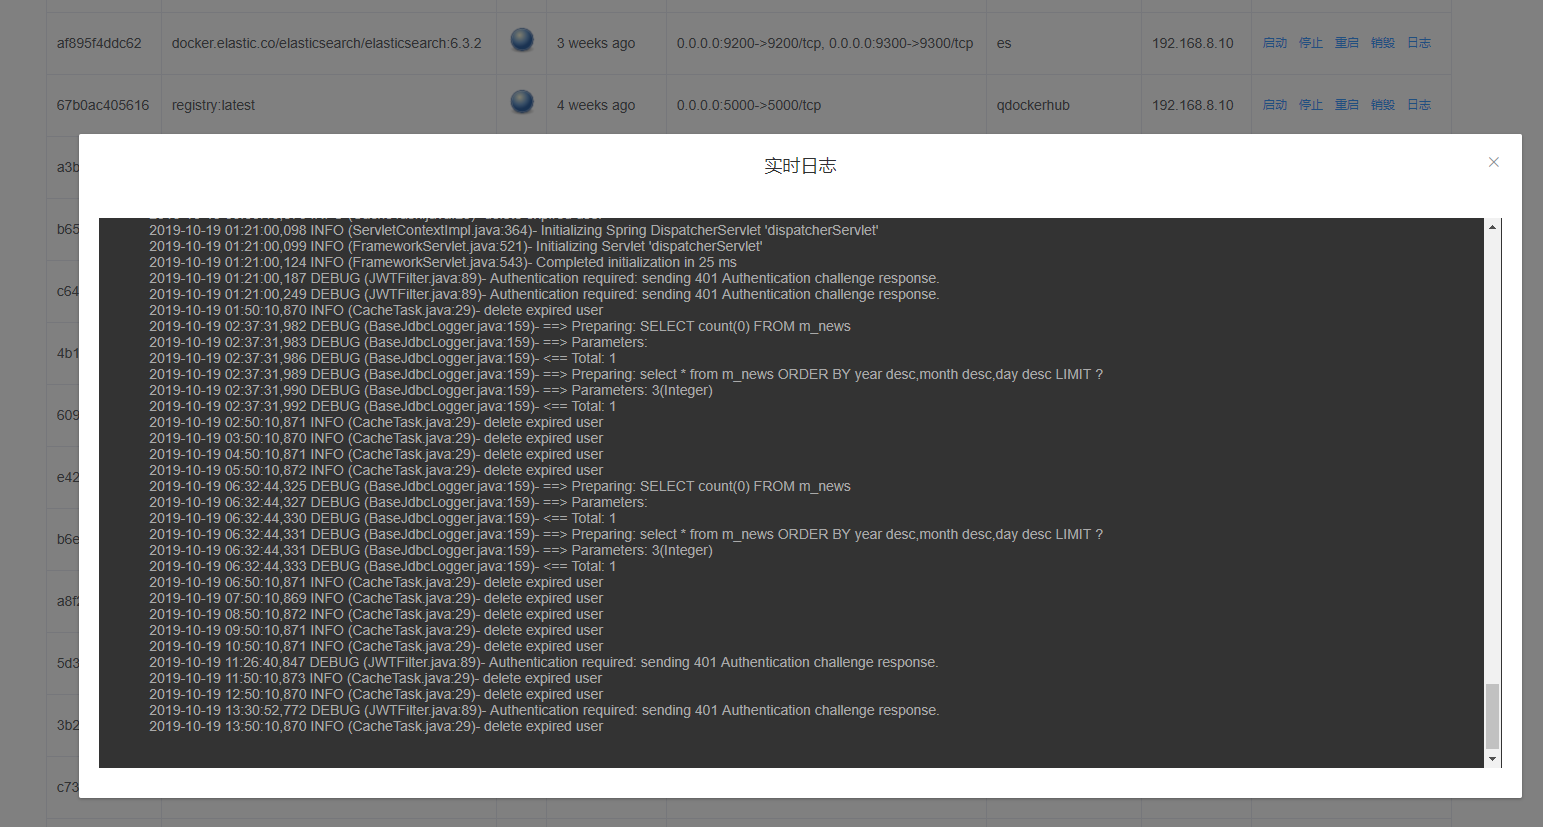 af895f4ddc62 docker.elastic.co/elasticsearch/elasticsearch:6.3.2 3 weeks ago 0.0.0.0:9200->9200/tcp, 0.0.0.0:9300->9300/tcp es 192.168.8.10 启动 停止 重启 销毁 日志
67b0ac405616 registry:latest 4 weeks ago 0.0.0.0:5000->5000/tcp qdockerhub 192.168.8.10 启动 停止 重启 销毁 日志
实时日志
2019-10-19 01:21:00,098 INFO (ServletContextImpl.java:364)- Initializing Spring DispatcherServlet 'dispatcherServlet'
2019-10-19 01:21:00,099 INFO (FrameworkServlet.java:521)- Initializing Servlet 'dispatcherServlet'
2019-10-19 01:21:00,124 INFO (FrameworkServlet.java:543)- Completed initialization in 25 ms
2019-10-19 01:21:00,187 DEBUG (JWTFilter.java:89)- Authentication required: sending 401 Authentication challenge response.
2019-10-19 01:21:00,249 DEBUG (JWTFilter.java:89)- Authentication required: sending 401 Authentication challenge response.
2019-10-19 01:50:10,870 INFO (CacheTask.java:29)- delete expired user
2019-10-19 02:37:31,982 DEBUG (BaseJdbcLogger.java:159)- ==> Preparing: SELECT count(0) FROM m_news
2019-10-19 02:37:31,983 DEBUG (BaseJdbcLogger.java:159)- ==> Parameters:
2019-10-19 02:37:31,986 DEBUG (BaseJdbcLogger.java:159)- <== Total: 1
2019-10-19 02:37:31,989 DEBUG (BaseJdbcLogger.java:159)- ==> Preparing: select * from m_news ORDER BY year desc,month desc,day desc LIMIT ?
2019-10-19 02:37:31,990 DEBUG (BaseJdbcLogger.java:159)- ==> Parameters: 3(Integer)
2019-10-19 02:37:31,992 DEBUG (BaseJdbcLogger.java:159)- <== Total: 1
2019-10-19 02:50:10,871 INFO (CacheTask.java:29)- delete expired user
2019-10-19 03:50:10,870 INFO (CacheTask.java:29)- delete expired user
2019-10-19 04:50:10,871 INFO (CacheTask.java:29)- delete expired user
2019-10-19 05:50:10,872 INFO (CacheTask.java:29)- delete expired user
2019-10-19 06:32:44,325 DEBUG (BaseJdbcLogger.java:159)- ==> Preparing: SELECT count(0) FROM m_news
2019-10-19 06:32:44,327 DEBUG (BaseJdbcLogger.java:159)- ==> Parameters:
2019-10-19 06:32:44,330 DEBUG (BaseJdbcLogger.java:159)- <== Total: 1
2019-10-19 06:32:44,331 DEBUG (BaseJdbcLogger.java:159)- ==> Preparing: select * from m_news ORDER BY year desc,month desc,day desc LIMIT ?
2019-10-19 06:32:44,331 DEBUG (BaseJdbcLogger.java:159)- ==> Parameters: 3(Integer)
2019-10-19 06:32:44,333 DEBUG (BaseJdbcLogger.java:159)- <== Total: 1
2019-10-19 06:50:10,871 INFO (CacheTask.java:29)- delete expired user
2019-10-19 07:50:10,869 INFO (CacheTask.java:29)- delete expired user
2019-10-19 08:50:10,872 INFO (CacheTask.java:29)- delete expired user
2019-10-19 09:50:10,871 INFO (CacheTask.java:29)- delete expired user
2019-10-19 10:50:10,871 INFO (CacheTask.java:29)- delete expired user
2019-10-19 11:26:40,847 DEBUG (JWTFilter.java:89)- Authentication required: sending 401 Authentication challenge response.
2019-10-19 11:50:10,873 INFO (CacheTask.java:29)- delete expired user
2019-10-19 12:50:10,870 INFO (CacheTask.java:29)- delete expired user
2019-10-19 13:30:52,772 DEBUG (JWTFilter.java:89)- Authentication required: sending 401 Authentication challenge response.
2019-10-19 13:50:10,870 INFO (CacheTask.java:29)- delete expired user
a3b
b65
c64
4b1
609
e42
b6e
a8f
5d3
3b2
c73